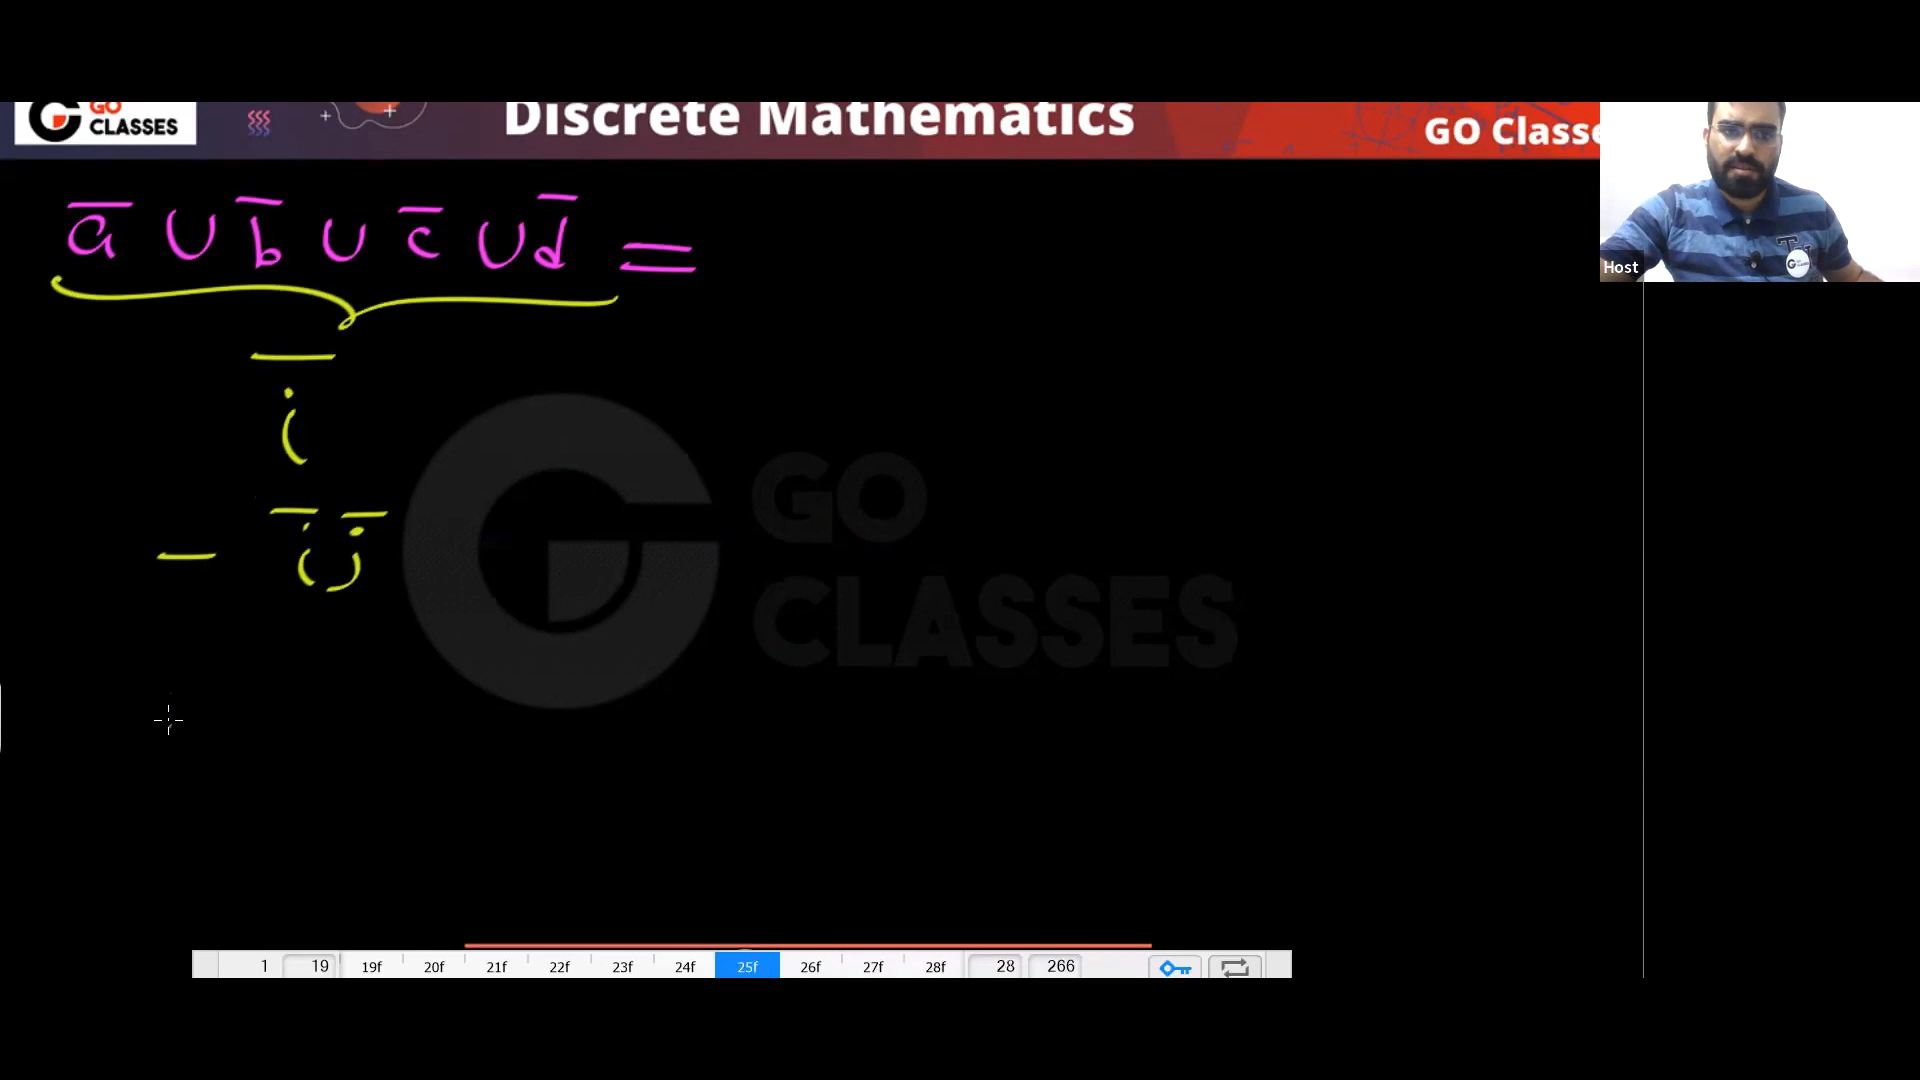 GO
CLASSES
Discrete Mathematics
GO Classe
Host
a̅ ∪ b̅ ∪ c̅ ∪ d̅ =
i̅
− i̅ j̅
GO
CLASSES
1 19 19f 20f 21f 22f 23f 24f 25f 26f 27f 28f 28 266